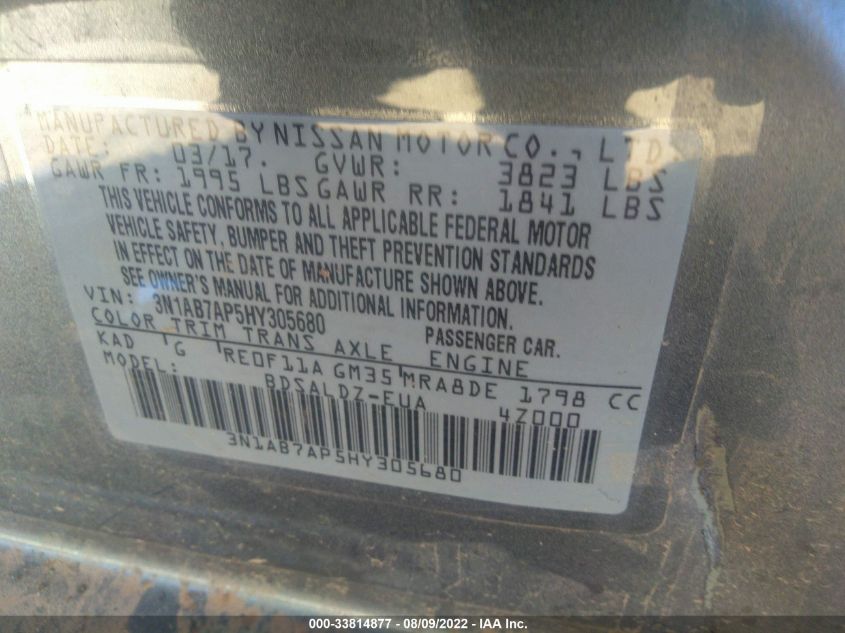 MANUFACTURED BY NISSAN MOTOR CO., LTD
DATE: 03/17. GVWR: 3823 LBS
GAWR FR: 1995 LBS GAWR RR: 1841 LBS
THIS VEHICLE CONFORMS TO ALL APPLICABLE FEDERAL MOTOR
VEHICLE SAFETY, BUMPER AND THEFT PREVENTION STANDARDS
IN EFFECT ON THE DATE OF MANUFACTURE SHOWN ABOVE.
SEE OWNER'S MANUAL FOR ADDITIONAL INFORMATION.
VIN: 3N1AB7AP5HY305680 PASSENGER CAR.
COLOR TRIM TRANS AXLE ENGINE
KAD G RE0F11A GM35 MRA8DE 1798 CC
MODEL: BDSALDZ-EUA 4Z000
3N1AB7AP5HY305680
000-33814877 - 08/09/2022 - IAA Inc.